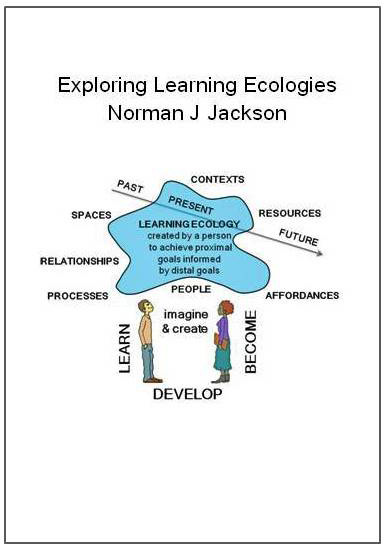 Exploring Learning Ecologies
Norman J Jackson
CONTEXTS
PAST
PRESENT
FUTURE
SPACES
RESOURCES
LEARNING ECOLOGY
created by a person
to achieve proximal
goals informed
by distal goals
RELATIONSHIPS
PROCESSES
PEOPLE
AFFORDANCES
imagine
& create
LEARN
BECOME
DEVELOP